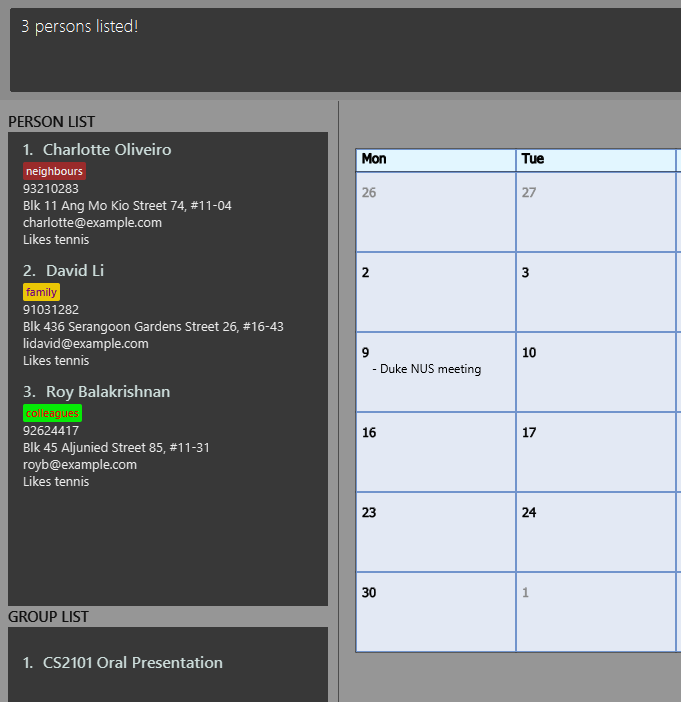 3 persons listed!
PERSON LIST
1. Charlotte Oliveiro
neighbours
93210283
Blk 11 Ang Mo Kio Street 74, #11-04
charlotte@example.com
Likes tennis
2. David Li
family
91031282
Blk 436 Serangoon Gardens Street 26, #16-43
lidavid@example.com
Likes tennis
3. Roy Balakrishnan
colleagues
92624417
Blk 45 Aljunied Street 85, #11-31
royb@example.com
Likes tennis
GROUP LIST
1. CS2101 Oral Presentation
Mon Tue
26 27
2 3
9 10
- Duke NUS meeting
16 17
23 24
30 1